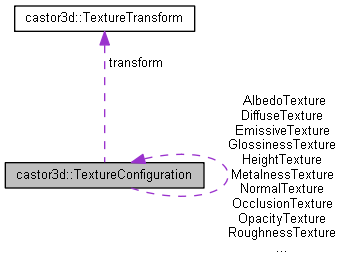 castor3d::TextureTransform
transform
AlbedoTexture
DiffuseTexture
EmissiveTexture
GlossinessTexture
HeightTexture
MetalnessTexture
NormalTexture
OcclusionTexture
OpacityTexture
RoughnessTexture
...
castor3d::TextureConfiguration